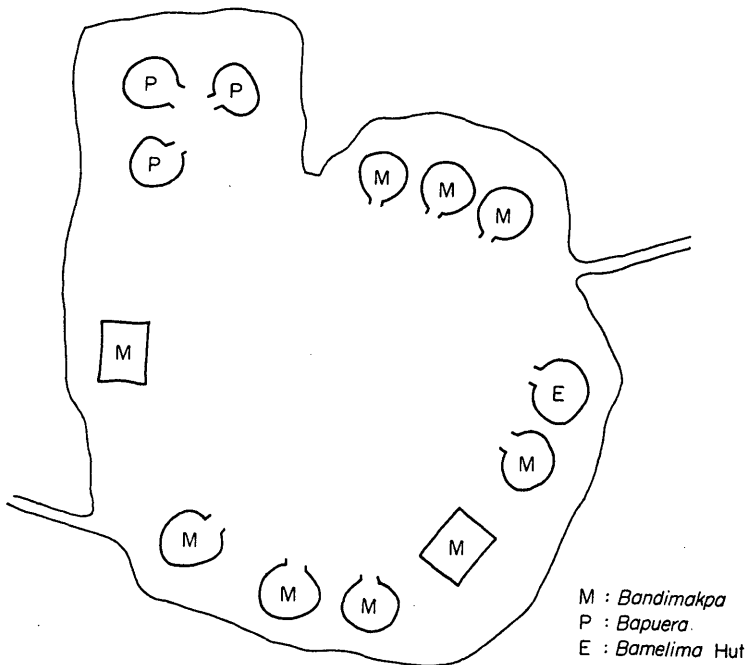 P P
P
M M M
M
E
M
M
M
M M
M : Bandimakpa
P : Bapuera.
E : Bamelima Hut